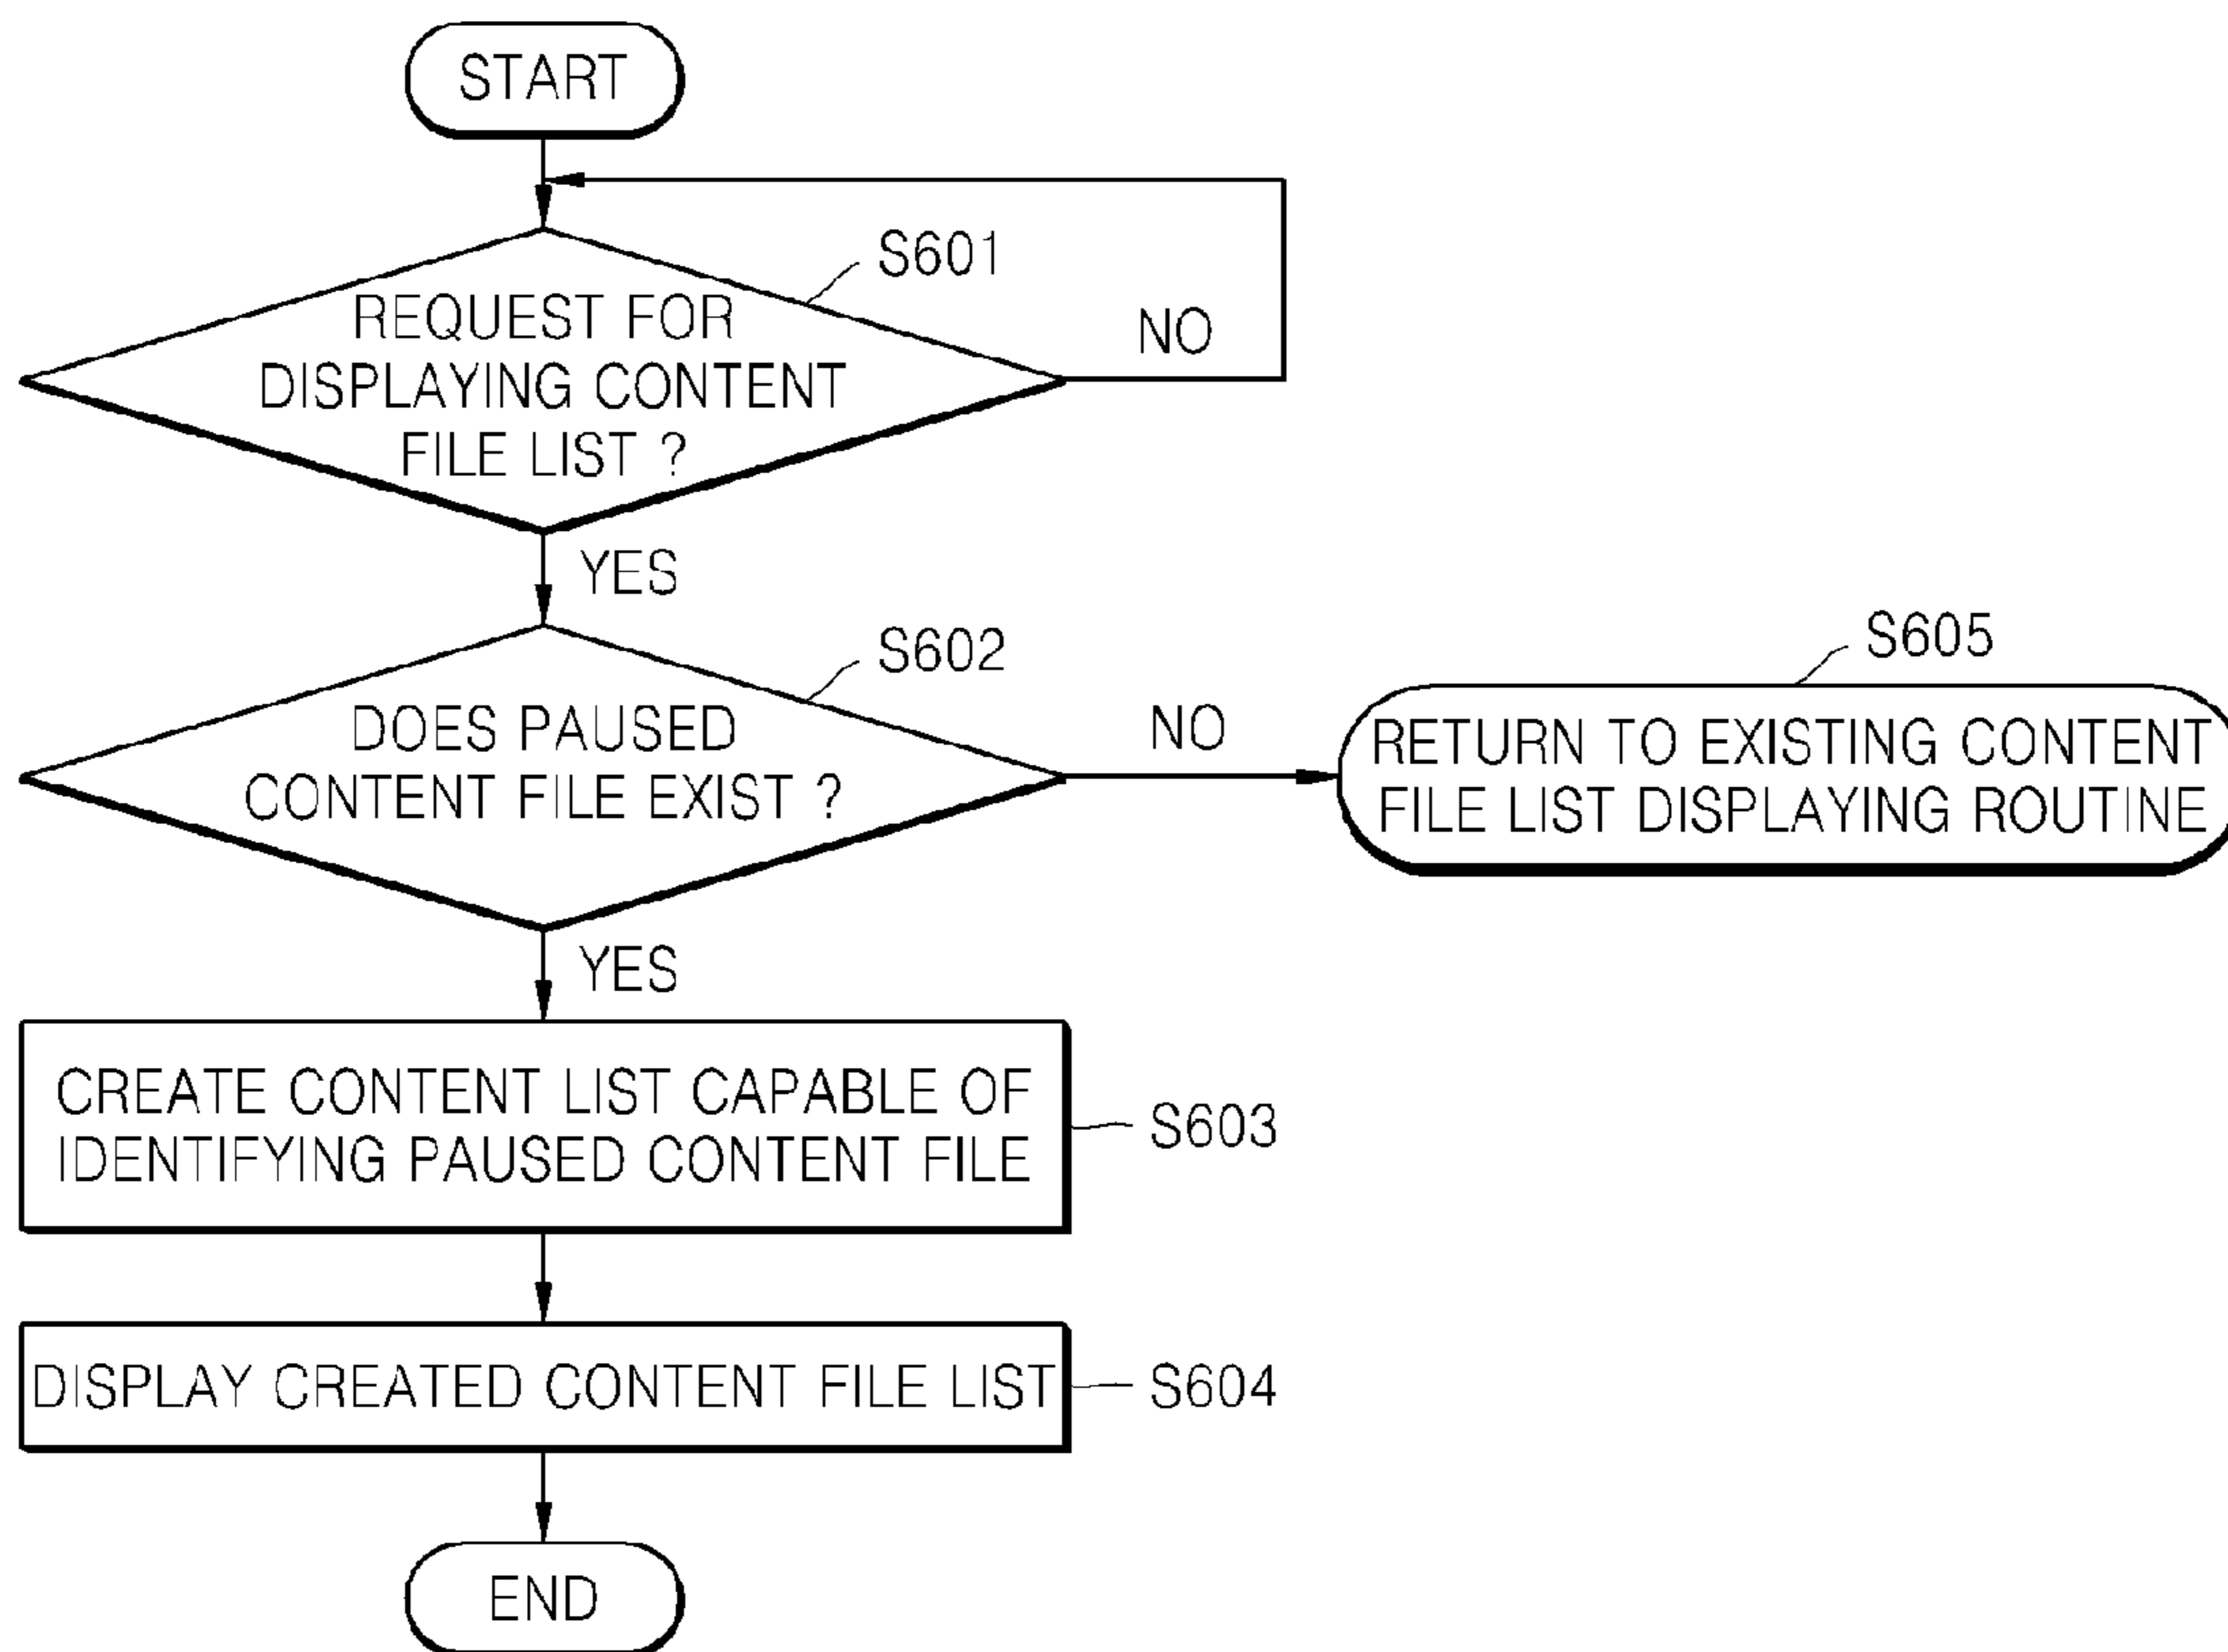 START
S601
REQUEST FOR
DISPLAYING CONTENT
FILE LIST ?
NO
YES
S602
DOES PAUSED
CONTENT FILE EXIST ?
NO
S605
RETURN TO EXISTING CONTENT
FILE LIST DISPLAYING ROUTINE
YES
CREATE CONTENT LIST CAPABLE OF
IDENTIFYING PAUSED CONTENT FILE
S603
DISPLAY CREATED CONTENT FILE LIST
S604
END